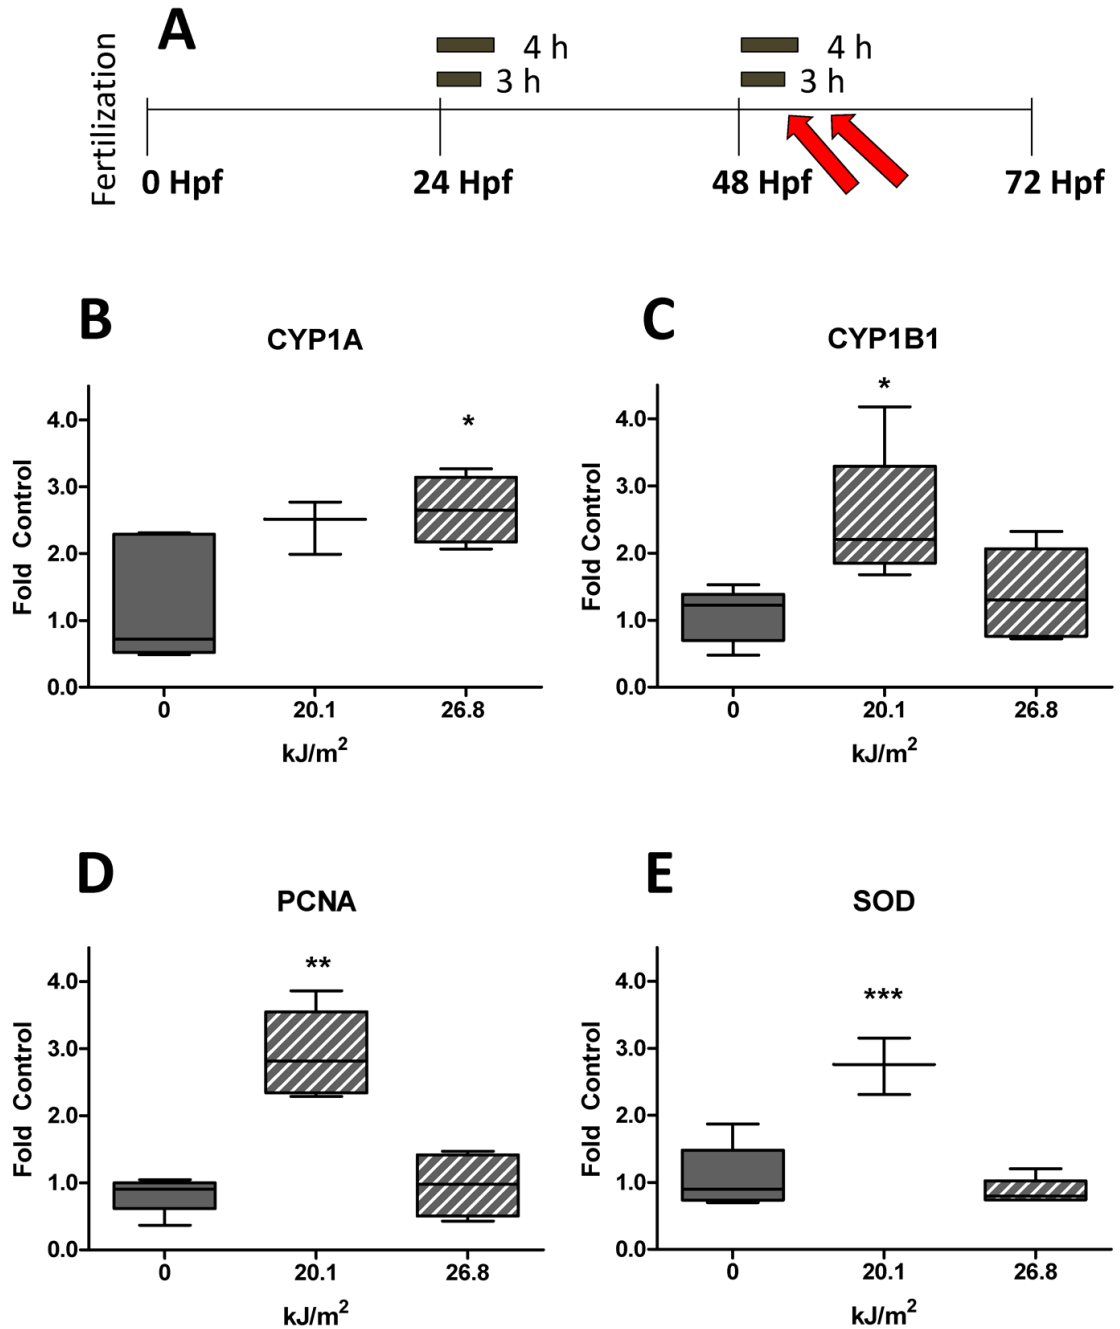 A
Fertilization
4 h
4 h
3 h
3 h
0 Hpf
24 Hpf
48 Hpf
72 Hpf
B
CYP1A
Fold Control
4.0
3.0
2.0
1.0
0.0
*
0
20.1
26.8
kJ/m²
C
CYP1B1
Fold Control
4.0
3.0
2.0
1.0
0.0
*
0
20.1
26.8
kJ/m²
D
PCNA
Fold Control
4.0
3.0
2.0
1.0
0.0
**
0
20.1
26.8
kJ/m²
E
SOD
Fold Control
4.0
3.0
2.0
1.0
0.0
***
0
20.1
26.8
kJ/m²